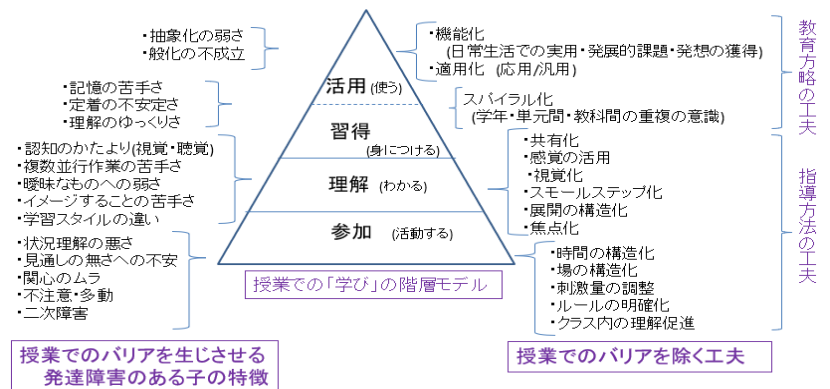 ・抽象化の弱さ
・般化の不成立
・記憶の苦手さ
・定着の不安定さ
・理解のゆっくりさ
・認知のかたより(視覚・聴覚)
・複数並行作業の苦手さ
・曖昧なものへの弱さ
・イメージすることの苦手さ
・学習スタイルの違い
・状況理解の悪さ
・見通しの無さへの不安
・関心のムラ
・不注意・多動
・二次障害
授業でのバリアを生じさせる
発達障害のある子の特徴
活用(使う)
習得
(身につける)
理解 (わかる)
参加 (活動する)
授業での「学び」の階層モデル
・機能化
(日常生活での実用・発展的課題・発想の獲得)
・適用化 (応用/汎用)
スパイラル化
(学年・単元間・教科間の重複の意識)
・共有化
・感覚の活用
・視覚化
・スモールステップ化
・展開の構造化
・焦点化
・時間の構造化
・場の構造化
・刺激量の調整
・ルールの明確化
・クラス内の理解促進
授業でのバリアを除く工夫
教育方略の工夫
指導方法の工夫